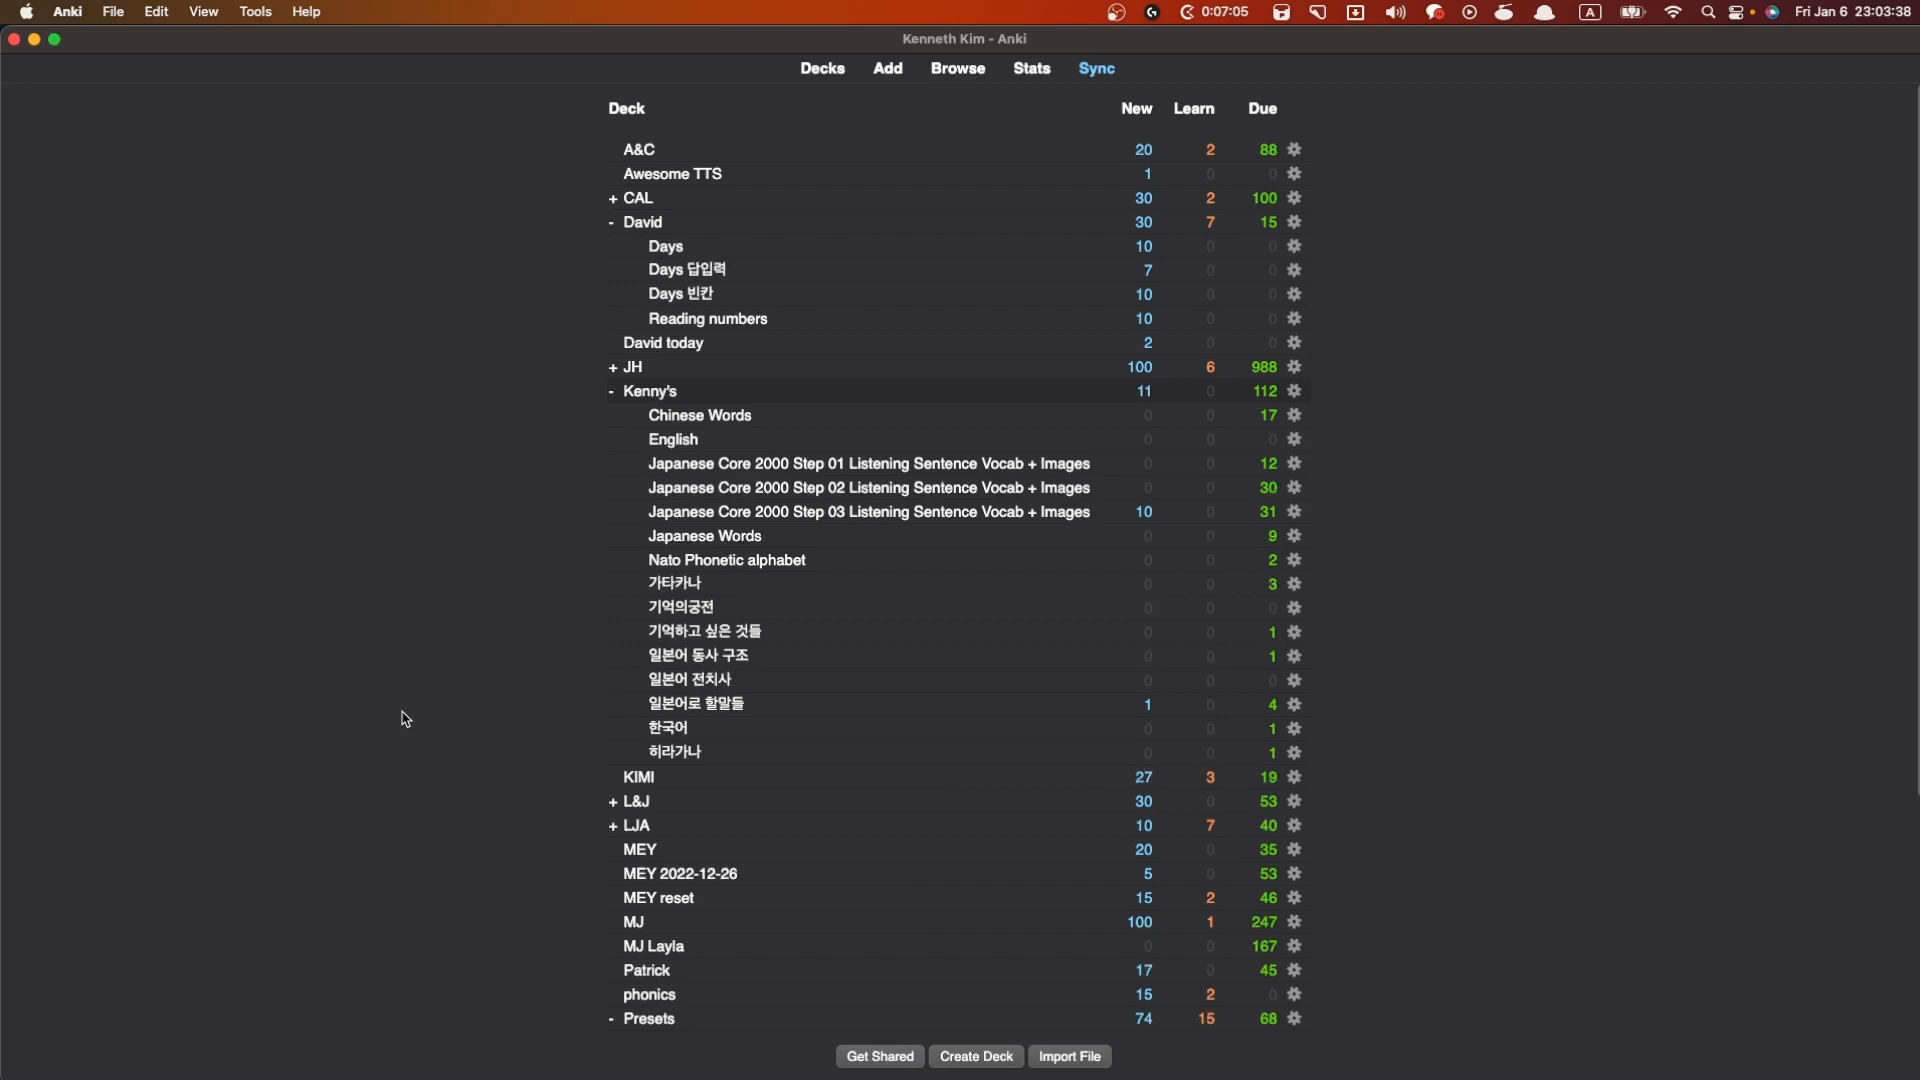 Anki File Edit View Tools Help 0:07:05 A Fri Jan 6 23:03:38
Kenneth Kim - Anki
Decks Add Browse Stats Sync
Deck New Learn Due
A&C 20 2 88
Awesome TTS 1 0 0
+ CAL 30 2 100
- David 30 7 15
Days 10 0 0
Days 답입력 7 0 0
Days 빈칸 10 0 0
Reading numbers 10 0 0
David today 2 0 0
+ JH 100 6 988
- Kenny's 11 0 112
Chinese Words 0 0 17
English 0 0 0
Japanese Core 2000 Step 01 Listening Sentence Vocab + Images 0 0 12
Japanese Core 2000 Step 02 Listening Sentence Vocab + Images 0 0 30
Japanese Core 2000 Step 03 Listening Sentence Vocab + Images 10 0 31
Japanese Words 0 0 9
Nato Phonetic alphabet 0 0 2
가타카나 0 0 3
기억의궁전 0 0 0
기억하고 싶은 것들 0 0 1
일본어 동사 구조 0 0 1
일본어 전치사 0 0 0
일본어로 할말들 1 0 4
한국어 0 0 1
히라가나 0 0 1
KIMI 27 3 19
+ L&J 30 0 53
+ LJA 10 7 40
MEY 20 0 35
MEY 2022-12-26 5 0 53
MEY reset 15 2 46
MJ 100 1 247
MJ Layla 0 0 167
Patrick 17 0 45
phonics 15 2 0
- Presets 74 15 68
Get Shared Create Deck Import File